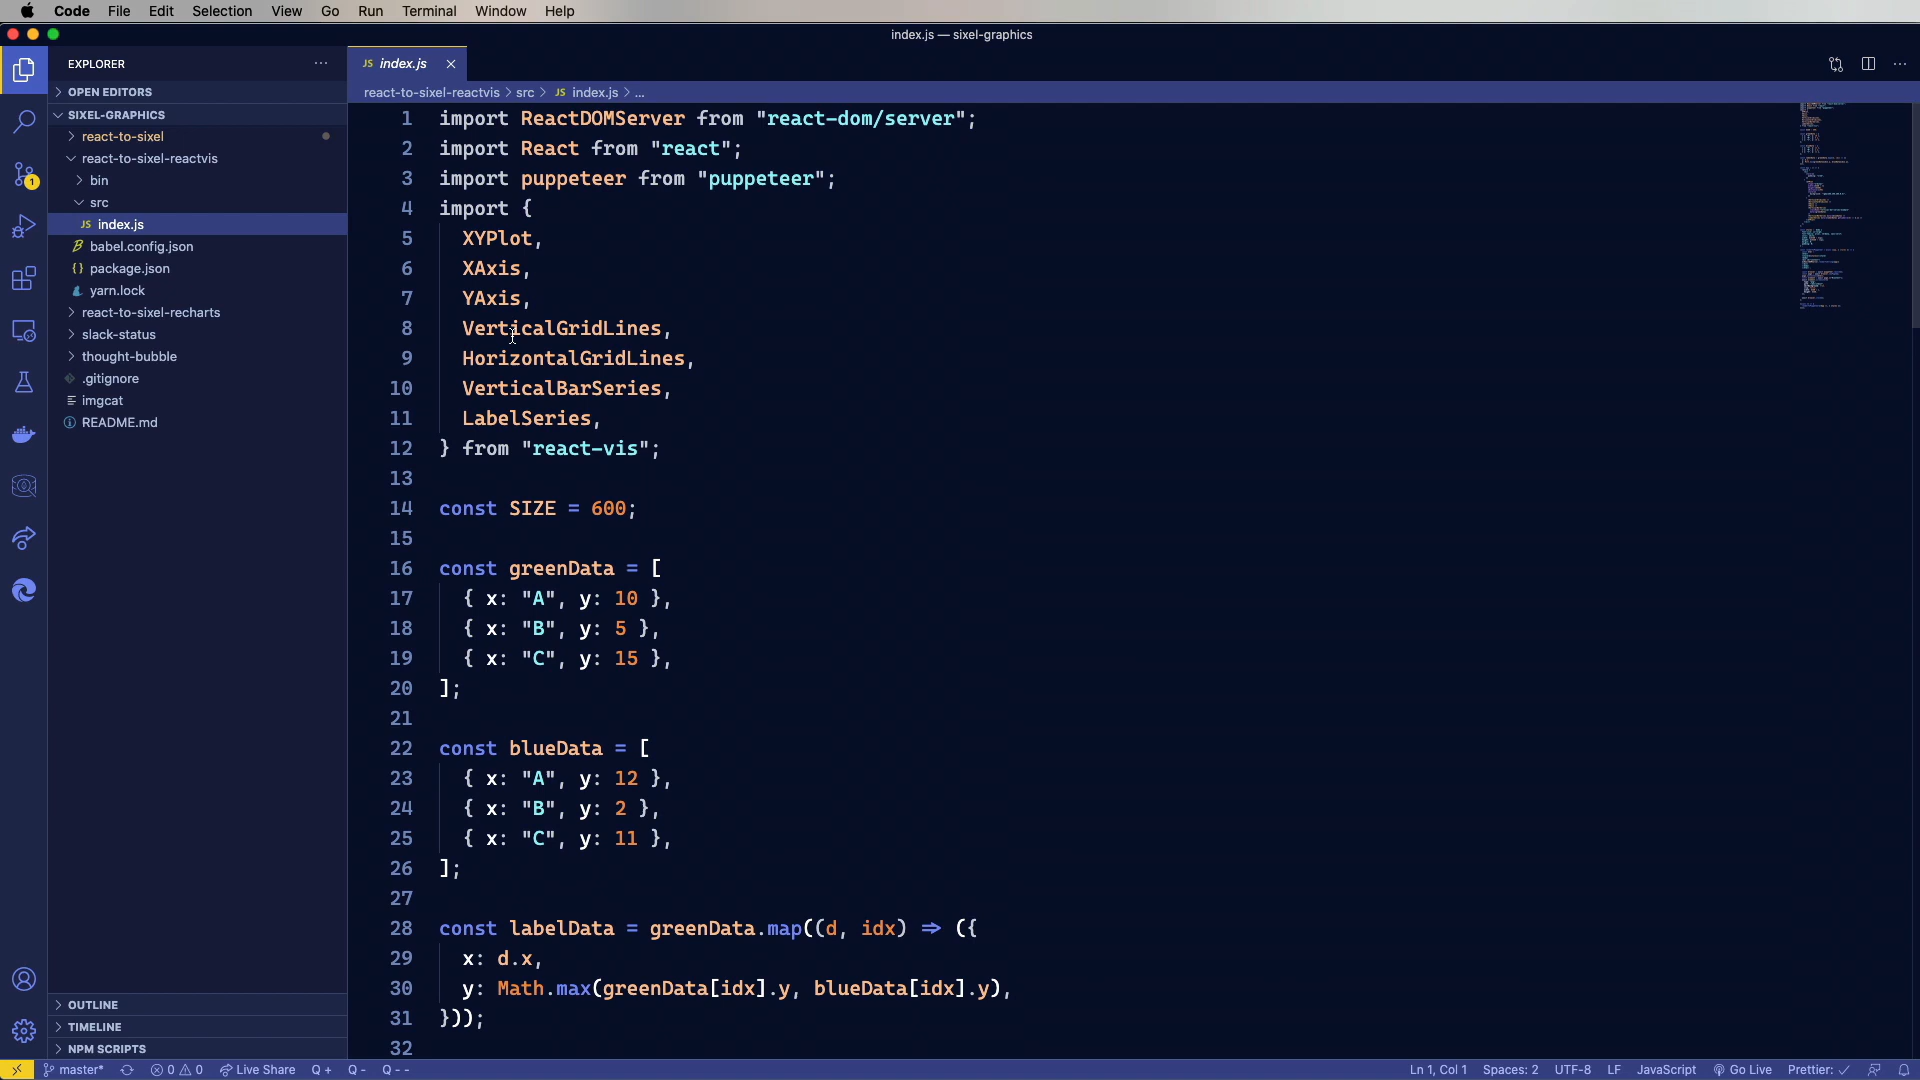 Code File Edit Selection View Go Run Terminal Window Help
index.js — sixel-graphics
EXPLORER
OPEN EDITORS
SIXEL-GRAPHICS
react-to-sixel
react-to-sixel-reactvis
bin
src
JS index.js
babel.config.json
{} package.json
yarn.lock
react-to-sixel-recharts
slack-status
thought-bubble
.gitignore
imgcat
README.md
OUTLINE
TIMELINE
NPM SCRIPTS
1
JS index.js
react-to-sixel-reactvis > src > JS index.js > ...
1 import ReactDOMServer from "react-dom/server";
2 import React from "react";
3 import puppeteer from "puppeteer";
4 import {
5 XYPlot,
6 XAxis,
7 YAxis,
8 VerticalGridLines,
9 HorizontalGridLines,
10 VerticalBarSeries,
11 LabelSeries,
12 } from "react-vis";
13
14 const SIZE = 600;
15
16 const greenData = [
17 { x: "A", y: 10 },
18 { x: "B", y: 5 },
19 { x: "C", y: 15 },
20 ];
21
22 const blueData = [
23 { x: "A", y: 12 },
24 { x: "B", y: 2 },
25 { x: "C", y: 11 },
26 ];
27
28 const labelData = greenData.map((d, idx) => ({
29 x: d.x,
30 y: Math.max(greenData[idx].y, blueData[idx].y),
31 }));
32
master* 0 0 Live Share Q + Q - Q - - Ln 1, Col 1 Spaces: 2 UTF-8 LF JavaScript Go Live Prettier: ✓